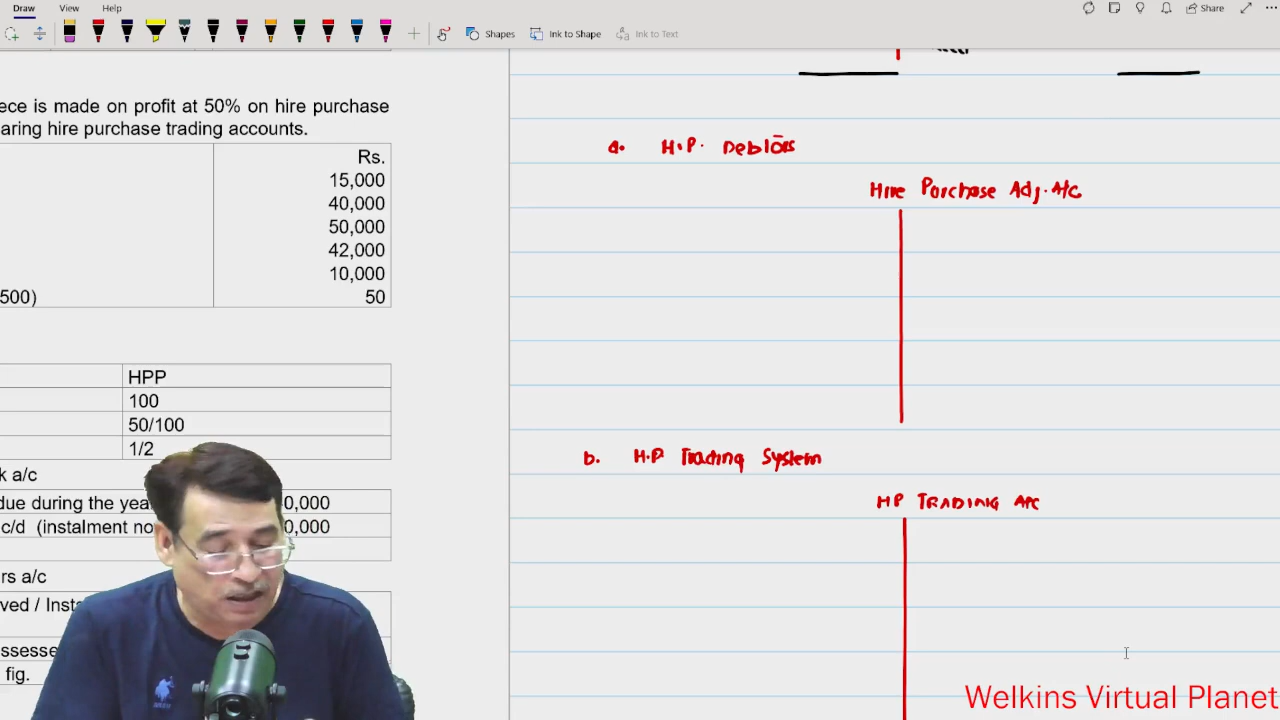 Draw View Help
Share
Shapes Ink to Shape Ink to Text
ece is made on profit at 50% on hire purchase
aring hire purchase trading accounts.
Rs.
15,000
40,000
50,000
42,000
10,000
500) 50
HPP
100
50/100
1/2
k a/c
due during the yea 0,000
c/d (instalment no 0,000
rs a/c
ved / Inst
ssesse
fig.
a. H.P. Debtors
Hire Purchase Adj. A/c
b. H.P Trading System
HP TRADING A/C
Welkins Virtual Planet